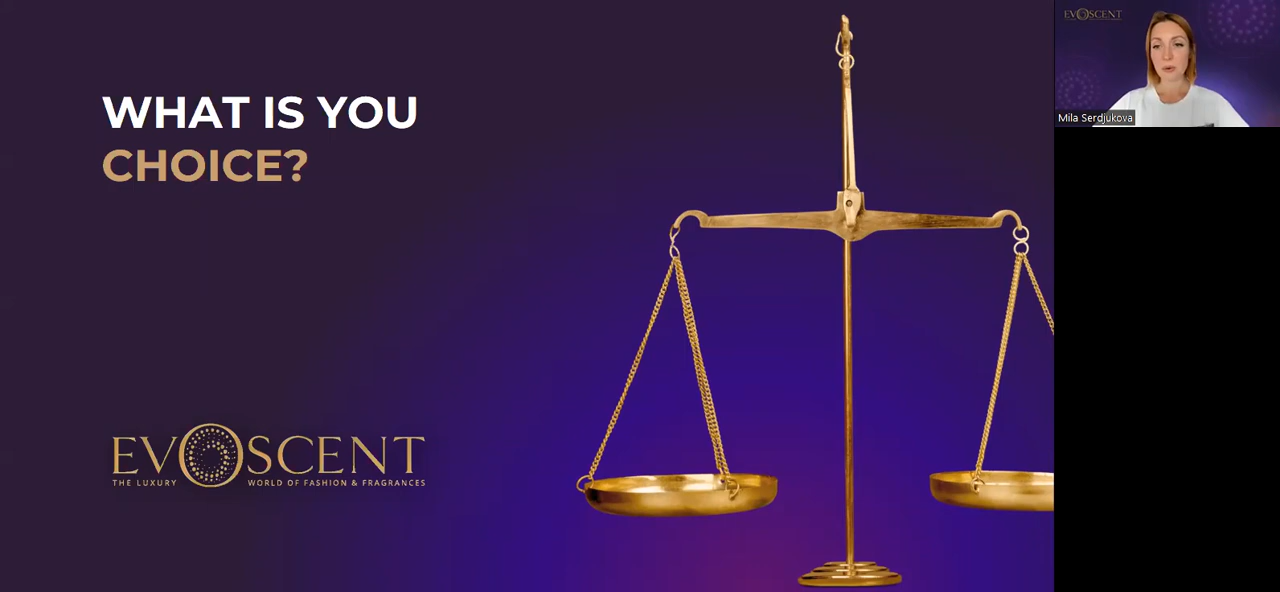 WHAT IS YOU
CHOICE?
EVOSCENT
THE LUXURY WORLD OF FASHION & FRAGRANCES
EVOSCENT
Mila Serdjukova